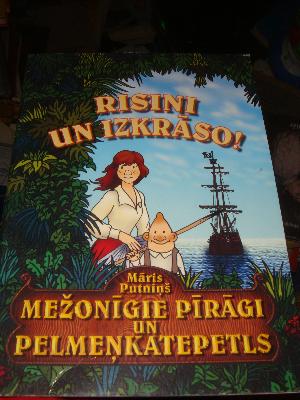 RISINI
UN IZKRĀSO!
Māris
Putniņš
MEŽONĪGIE PĪRĀGI
UN
PELMEŅKATEPETLS